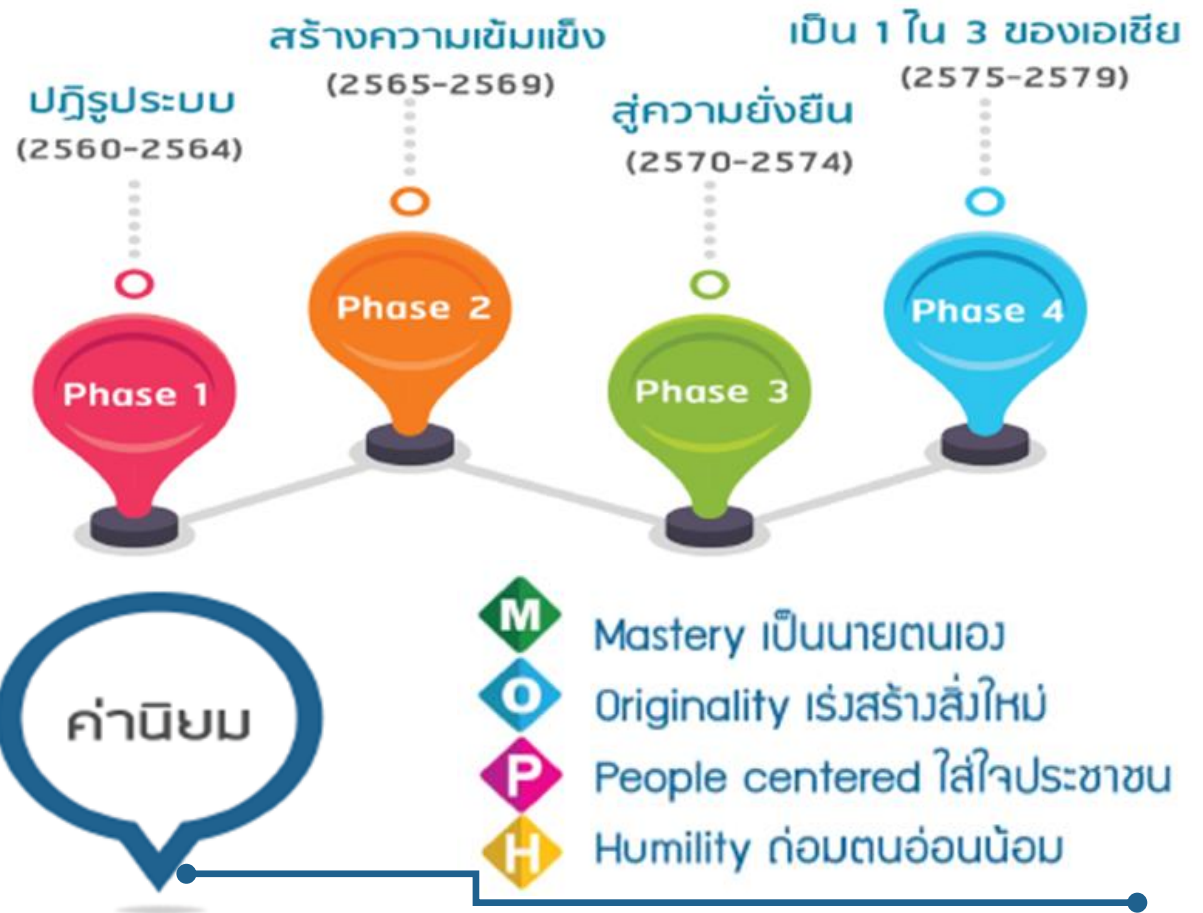 ปฏิรูประบบ
(2560-2564)
Phase 1
สร้างความเข้มแข็ง
(2565-2569)
Phase 2
สู่ความยั่งยืน
(2570-2574)
Phase 3
เป็น 1 ใน 3 ของเอเชีย
(2575-2579)
Phase 4
ค่านิยม
M Mastery เป็นนายตนเอง
O Originality เร่งสร้างสิ่งใหม่
P People centered ใส่ใจประชาชน
H Humility ถ่อมตนอ่อนน้อม